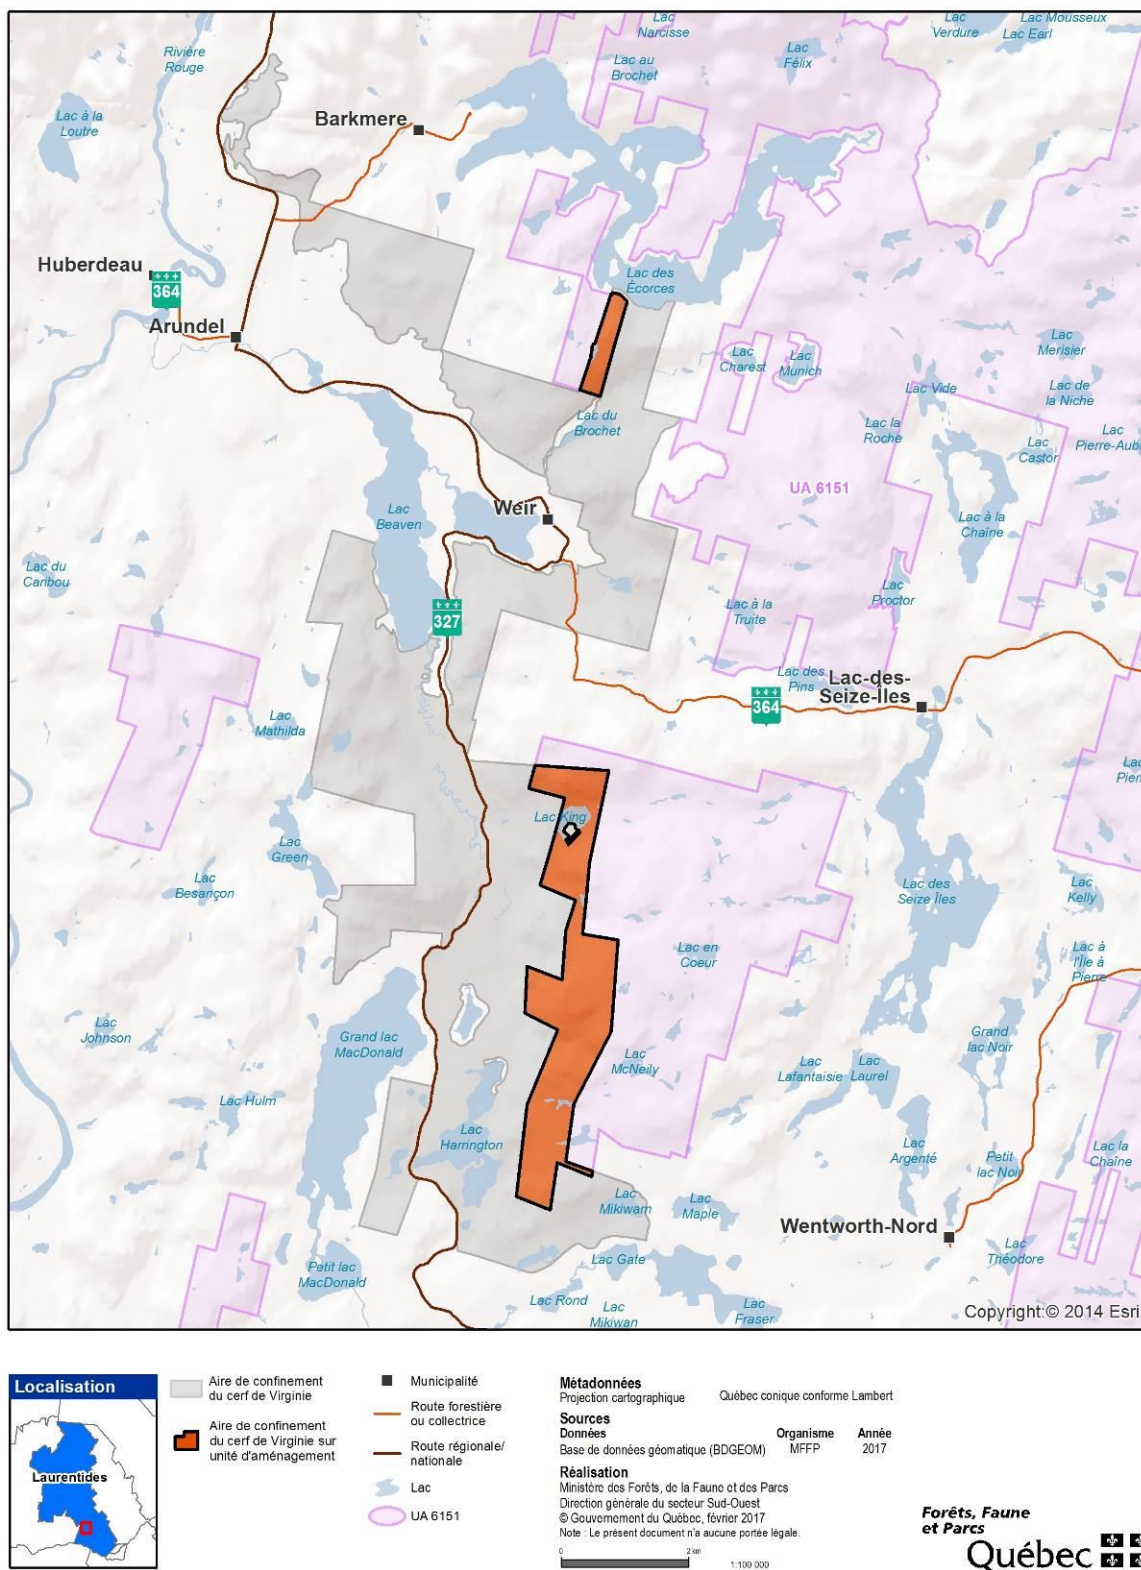 Lac
Narcisse
Lac
Verdure
Lac Mousseux
Lac Earl
Rivière
Rouge
Lac au
Brochet
Lac
Félix
Lac à la
Loutre
Barkmere
Huberdeau
364
Lac des
Écorces
Arundel
Lac
Charest
Lac
Munich
Lac
Merisier
Lac Vide
Lac de
la Niche
Lac du
Brochet
Lac la
Roche
Lac
Castor
Lac
Pierre-Aub
UA 6151
Lac
Beaven
Weir
Lac à la
Chaîne
Lac du
Caribou
Lac
Proctor
327
Lac à la
Truite
Lac des
Pins
Lac-des-
Seize-Iles
364
Lac
Mathilda
Lac
Pier
Lac King
Lac
Green
Lac
Besançon
Lac des
Seize Îles
Lac
Kelly
Lac en
Coeur
Lac à
l'Île à
Pierre
Lac
Johnson
Grand lac
MacDonald
Grand
lac Noir
Lac
McNeily
Lac
Lafantaisie
Lac
Laurel
Lac Hulm
Lac
Harrington
Lac
Argenté
Petit
lac Noir
Lac la
Chaîne
Lac
Mikiwam
Lac
Maple
Wentworth-Nord
Lac
Théodore
Petit lac
MacDonald
Lac Gate
Lac Rond
Lac
Mikiwan
Lac
Fraser
Copyright:© 2014 Esri
Localisation
Laurentides
Aire de confinement
du cerf de Virginie
Aire de confinement
du cerf de Virginie sur
unité d'aménagement
Municipalité
Route forestière
ou collectrice
Route régionale/
nationale
Lac
UA 6151
Métadonnées
Projection cartographique Québec conique conforme Lambert
Sources
Données Organisme Année
Base de données géomatique (BDGEOM) MFFP 2017
Réalisation
Ministère des Forêts, de la Faune et des Parcs
Direction générale du secteur Sud-Ouest
© Gouvernement du Québec, février 2017
Note : Le présent document n'a aucune portée légale.
0 2 km 1:100 000
Forêts, Faune
et Parcs
Québec